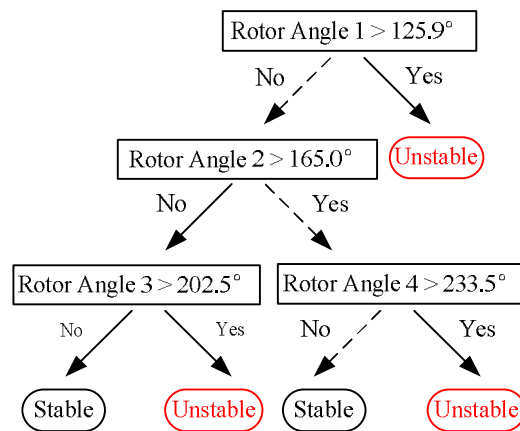 Rotor Angle 1 > 125.9°
No
Yes
Rotor Angle 2 > 165.0°
Unstable
No
Yes
Rotor Angle 3 > 202.5°
Rotor Angle 4 > 233.5°
No
Yes
No
Yes
Stable
Unstable
Stable
Unstable